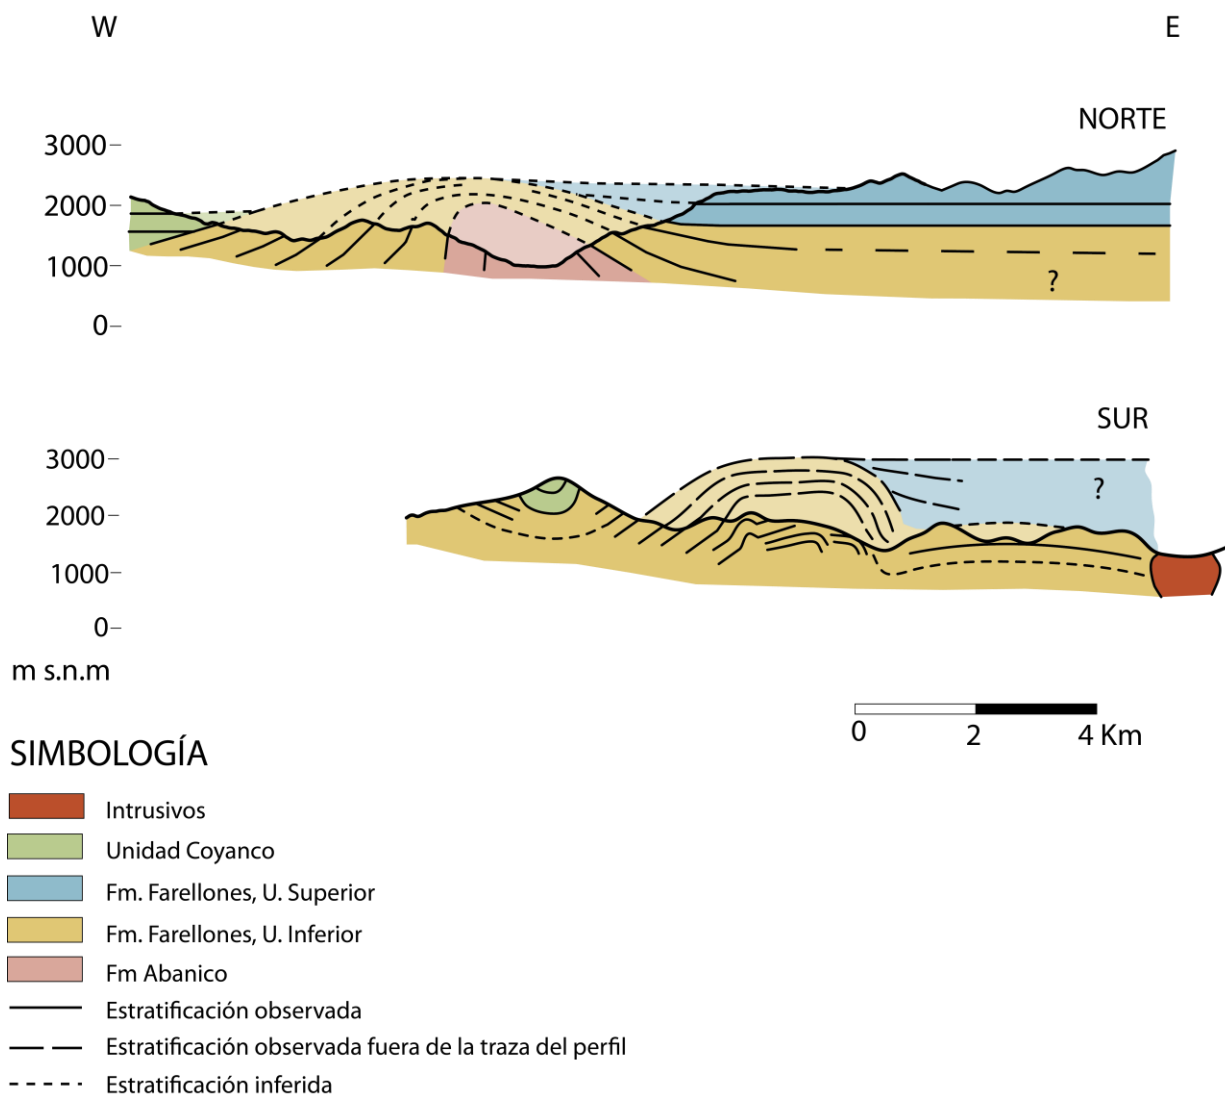 W
E
NORTE
3000
2000
1000
0
?
SUR
3000
2000
1000
0
?
m s.n.m
0 2 4 Km
SIMBOLOGÍA
Intrusivos
Unidad Coyanco
Fm. Farellones, U. Superior
Fm. Farellones, U. Inferior
Fm Abanico
Estratificación observada
Estratificación observada fuera de la traza del perfil
Estratificación inferida